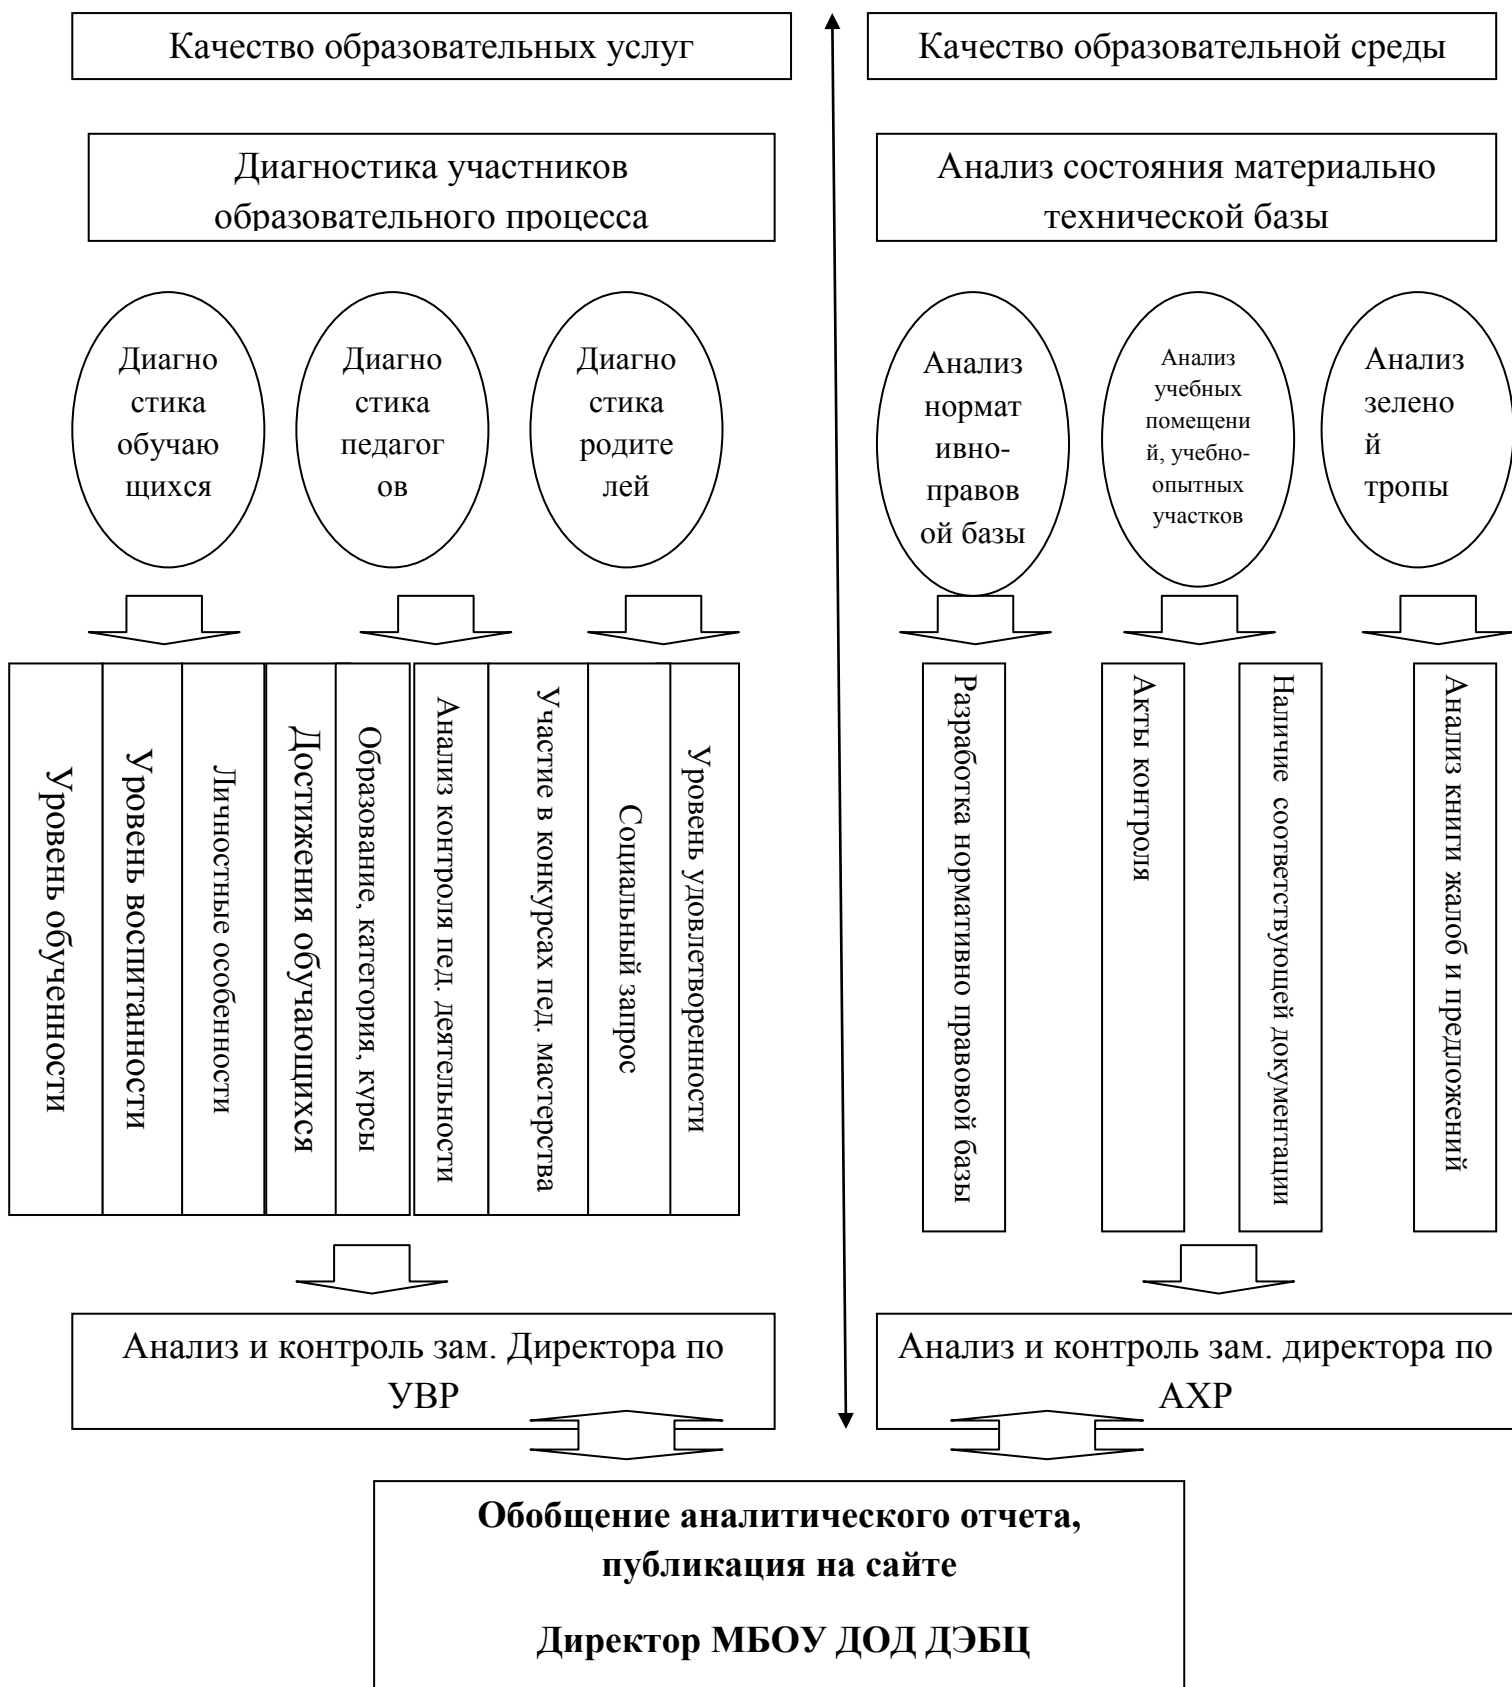 Качество образовательных услуг
Качество образовательной среды
Диагностика участников
образовательного процесса
Анализ состояния материально
технической базы
Диагно
стика
обучаю
щихся
Диагно
стика
педагог
ов
Диагно
стика
родите
лей
Анализ
нормат
ивно-
правов
ой базы
Анализ
учебных
помещени
й, учебно-
опытных
участков
Анализ
зелено
й
тропы
Уровень обученности
Уровень воспитанности
Личностные особенности
Достижения обучающихся
Образование, категория, курсы
Анализ контроля пед. деятельности
Участие в конкурсах пед. мастерства
Социальный запрос
Уровень удовлетворенности
Разработка нормативно правовой базы
Акты контроля
Наличие соответствующей документации
Анализ книги жалоб и предложений
Анализ и контроль зам. Директора по
УВР
Анализ и контроль зам. директора по
АХР
Обобщение аналитического отчета,
публикация на сайте
Директор МБОУ ДОД ДЭБЦ